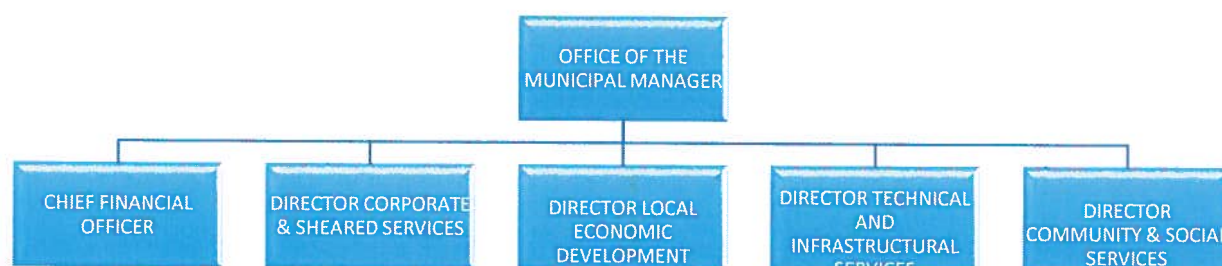 OFFICE OF THE
MUNICIPAL MANAGER
CHIEF FINANCIAL
OFFICER
DIRECTOR CORPORATE
& SHEARED SERVICES
DIRECTOR LOCAL
ECONOMIC
DEVELOPMENT
DIRECTOR TECHNICAL
AND
INFRASTRUCTURAL
SERVICES
DIRECTOR
COMMUNITY & SOCIAL
SERVICES